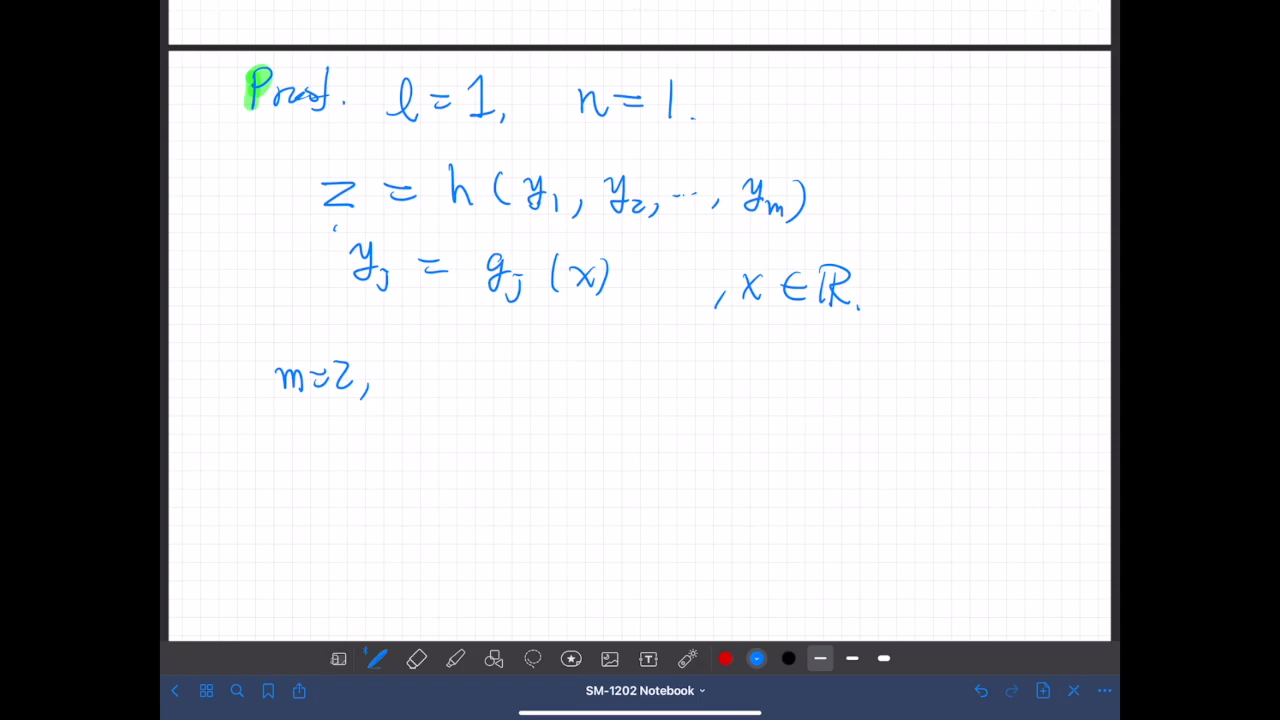 Proof. l = 1, n = 1.
z = h(y₁, y₂, ..., yₘ)
yⱼ = gⱼ(x) , x ∈ ℝ.
m=2,
SM-1202 Notebook